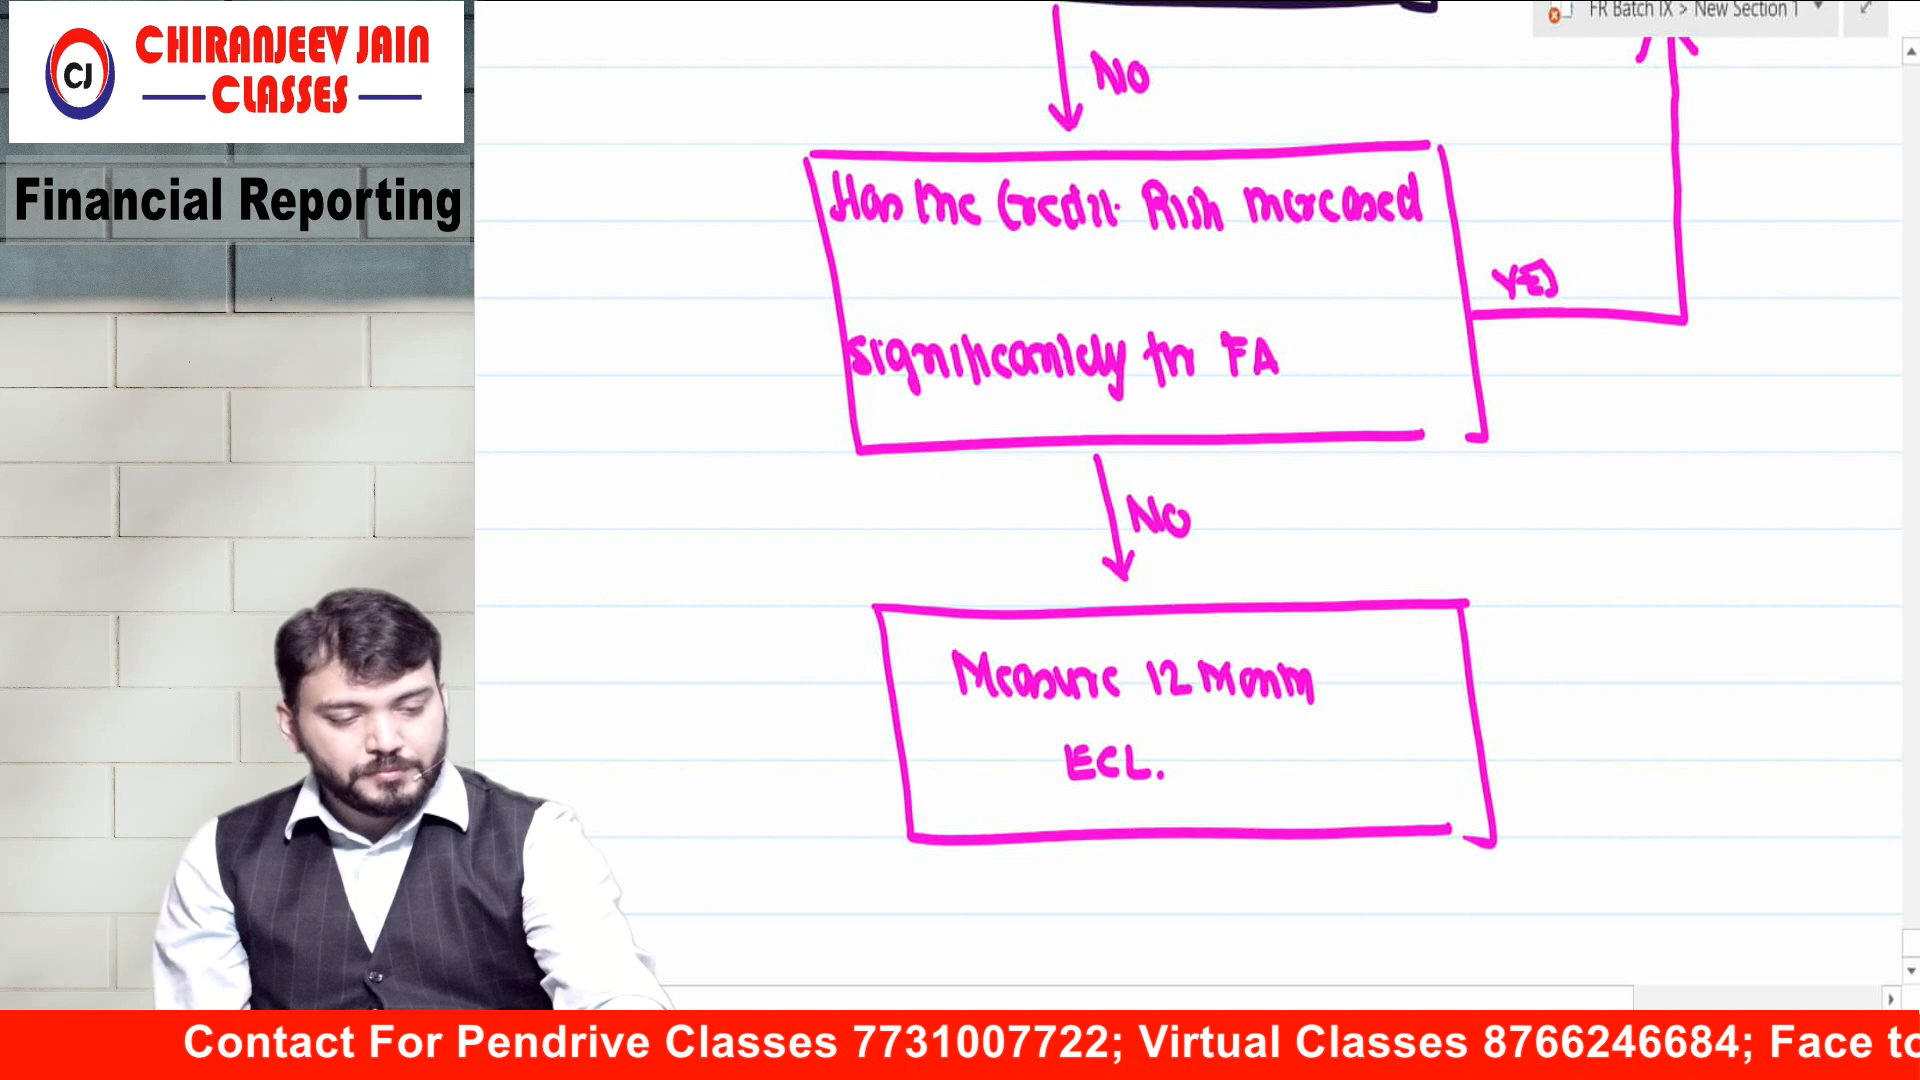 CHIRANJEEV JAIN
CLASSES
CJ
Financial Reporting
FR Batch IX > New Section 1
NO
Has the Credit Risk increased
significantly in FA
YES
NO
Measure 12 Month
ECL.
Contact For Pendrive Classes 7731007722; Virtual Classes 8766246684; Face to